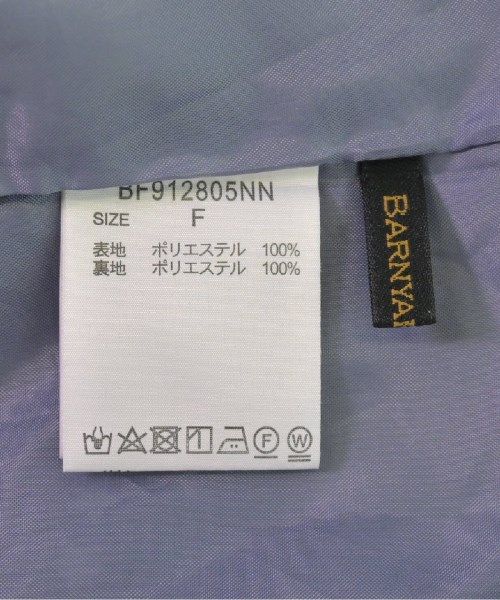 BF912805NN
SIZE F
表地 ポリエステル 100%
裏地 ポリエステル 100%
F W
BARNYA